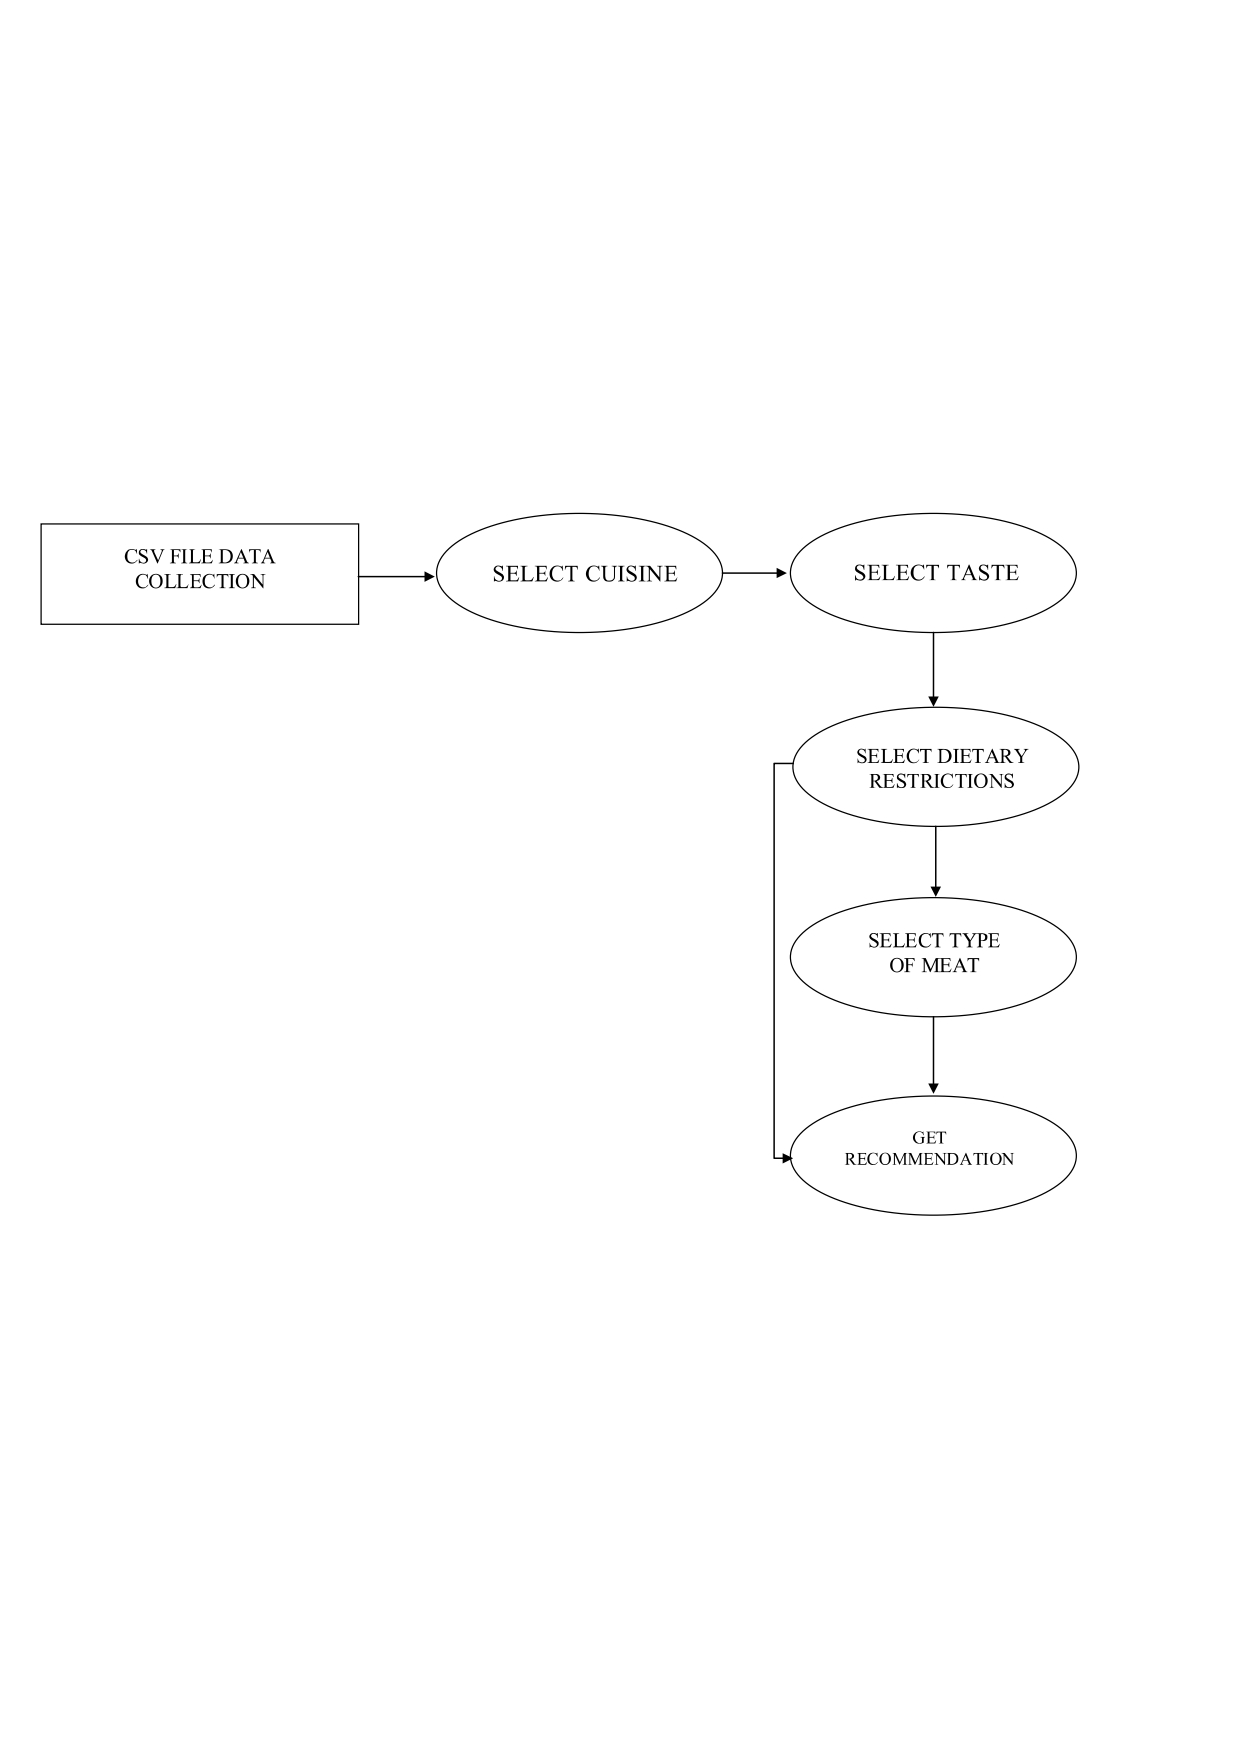 CSV FILE DATA
COLLECTION
SELECT CUISINE
SELECT TASTE
SELECT DIETARY
RESTRICTIONS
SELECT TYPE
OF MEAT
GET
RECOMMENDATION